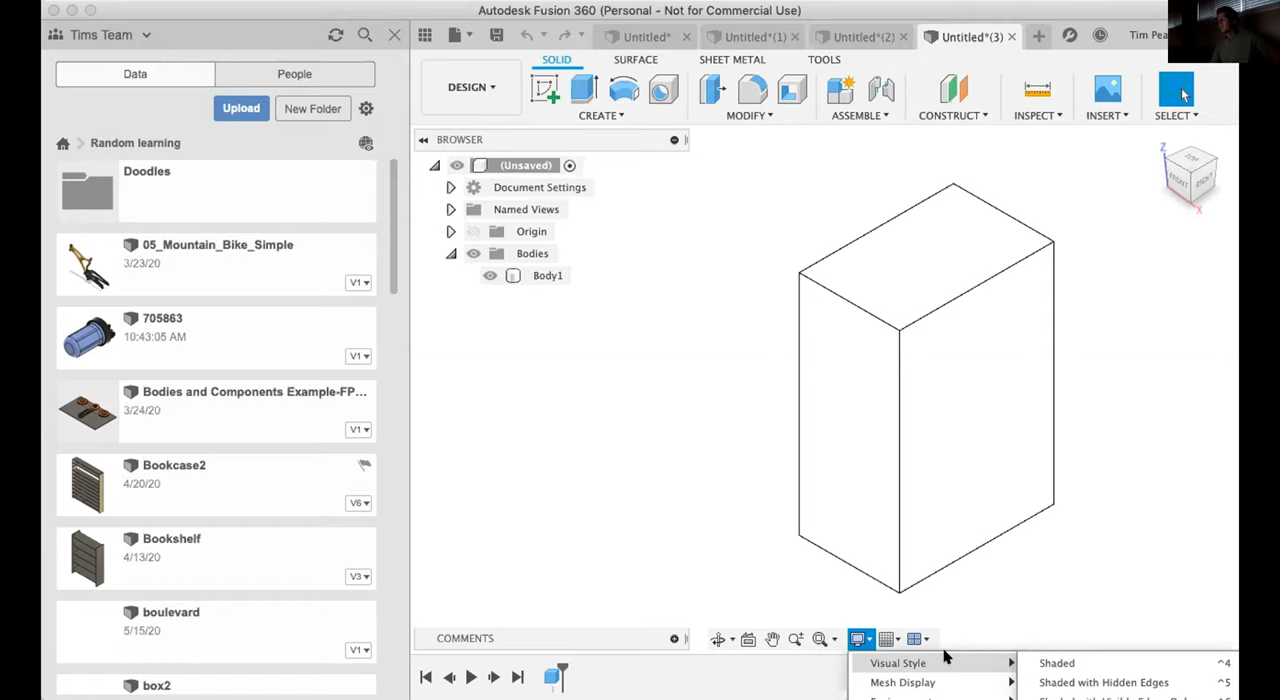 Autodesk Fusion 360 (Personal - Not for Commercial Use)
Tims Team
Untitled*
Untitled*(1)
Untitled*(2)
Untitled*(3)
Tim Pea
Data
People
Upload
New Folder
Random learning
Doodles
05_Mountain_Bike_Simple
3/23/20
V1
705863
10:43:05 AM
V1
Bodies and Components Example-FP...
3/24/20
V1
Bookcase2
4/20/20
V6
Bookshelf
4/13/20
V3
boulevard
5/15/20
V1
box2
SOLID
SURFACE
SHEET METAL
TOOLS
DESIGN
CREATE
MODIFY
ASSEMBLE
CONSTRUCT
INSPECT
INSERT
SELECT
BROWSER
(Unsaved)
Document Settings
Named Views
Origin
Bodies
Body1
Z
TOP
FRONT
RIGHT
X
COMMENTS
Visual Style
Mesh Display
Shaded
^4
Shaded with Hidden Edges
^5